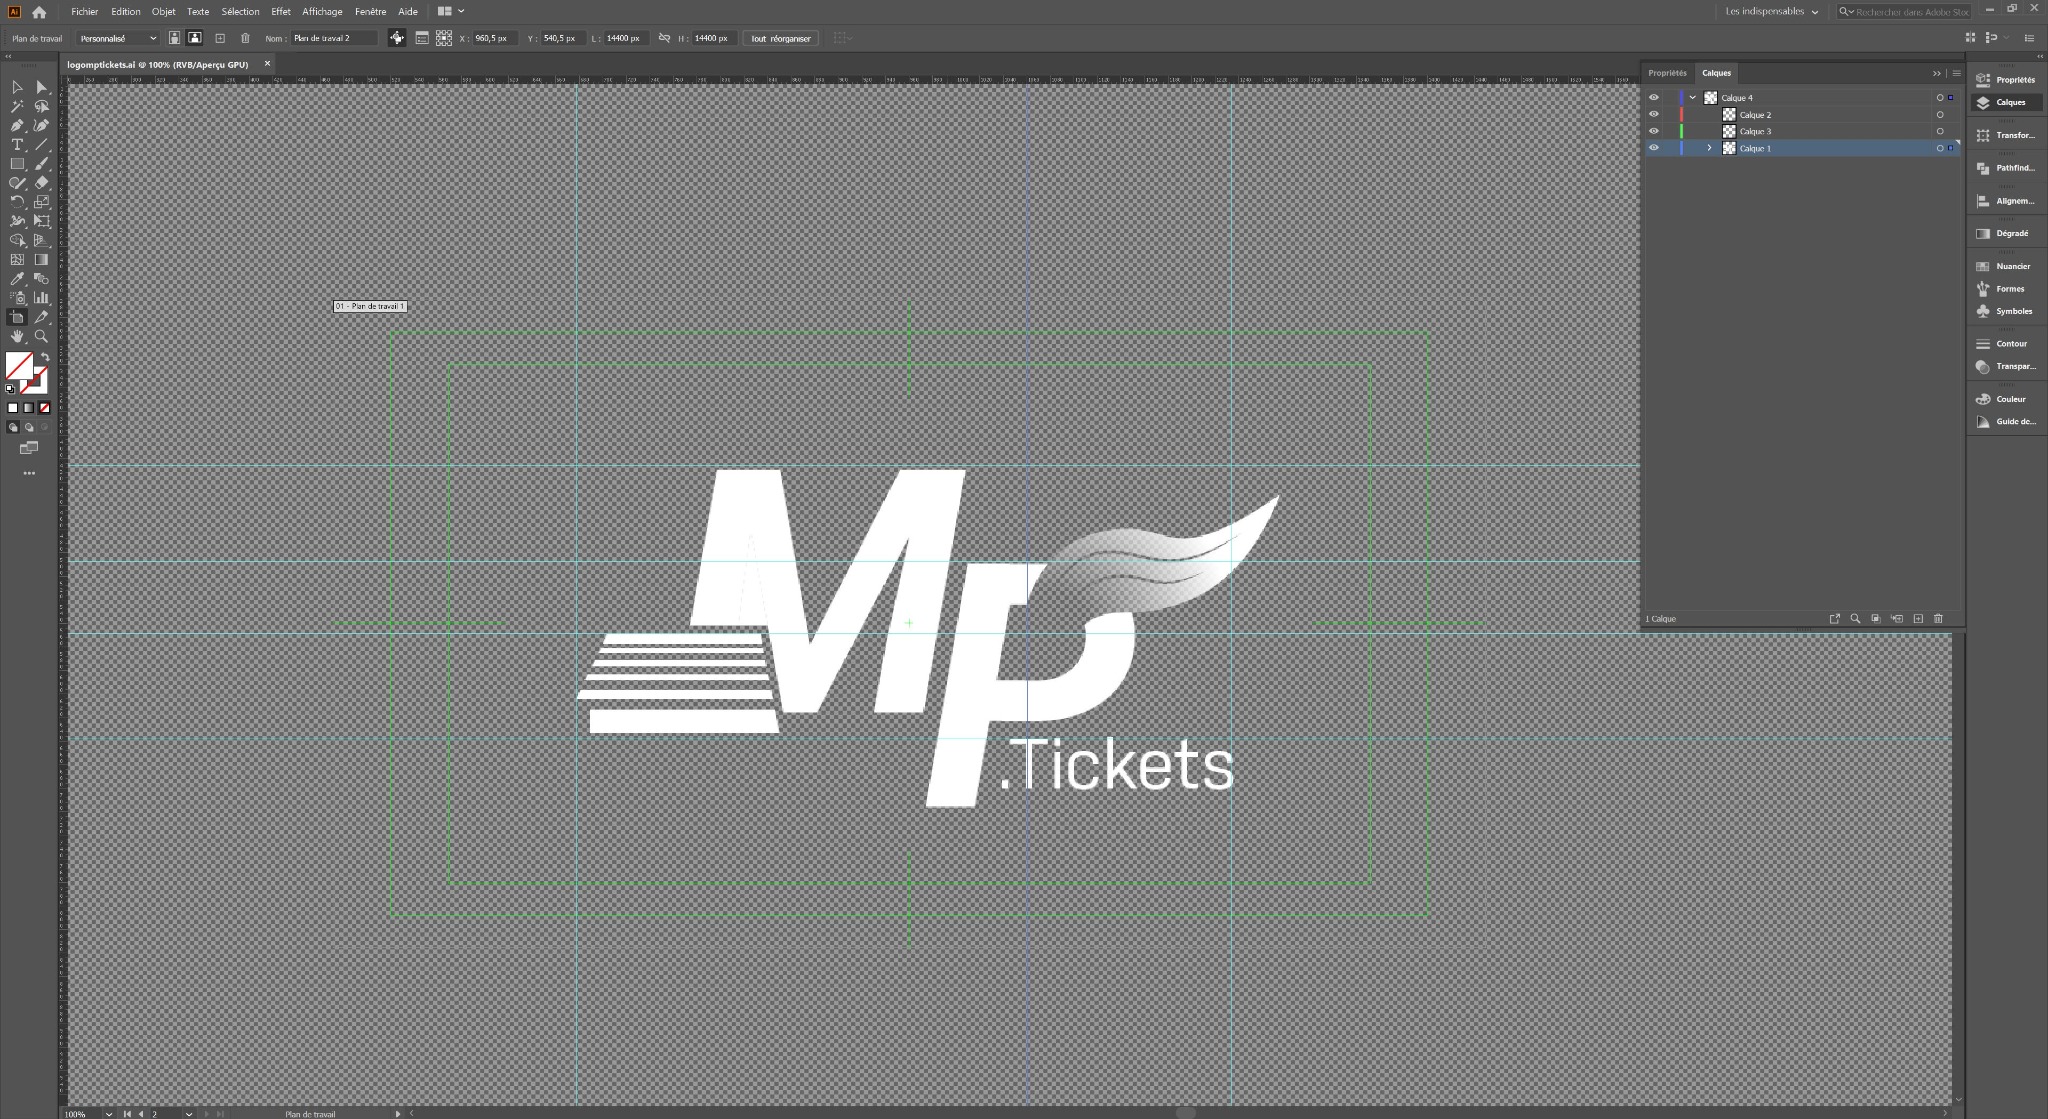 Ai Fichier Edition Objet Texte Sélection Effet Affichage Fenêtre Aide Les indispensables Rechercher dans Adobe Stoc
Plan de travail Personnalisé Nom : Plan de travail 2 X : 960,5 px Y : 540,5 px L : 14400 px H : 14400 px Tout réorganiser
logomptickets.ai @ 100% (RVB/Aperçu GPU) ×
Propriétés Calques
Calque 4
Calque 2
Calque 3
Calque 1
1 Calque
Propriétés
Calques
Transfor...
Pathfind...
Alignem...
Dégradé
Nuancier
Formes
Symboles
Contour
Transpar...
Couleur
Guide de...
01 - Plan de travail 1
MP
.Tickets
100% 2 Plan de travail